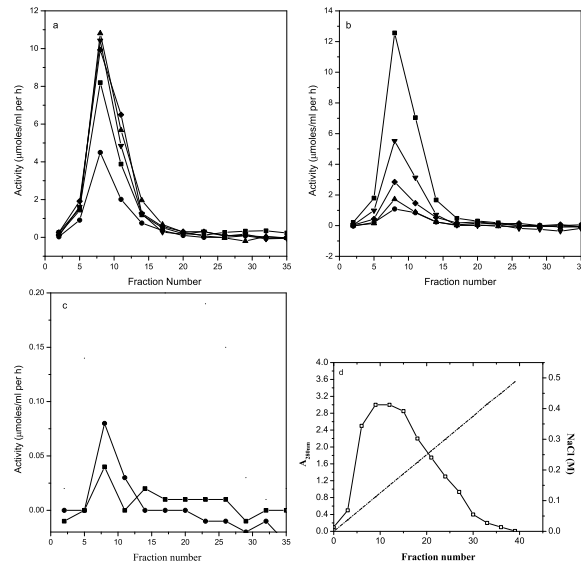 a
12
10
8
6
4
2
0
Activity (μmoles/ml per h)
0 5 10 15 20 25 30 35
Fraction Number
b
14
12
10
8
6
4
2
0
-2
Activity (μmoles/ml per h)
0 5 10 15 20 25 30 35
Fraction number
c
0.20
0.15
0.10
0.05
0.00
Activity (μmoles/ml per h)
0 5 10 15 20 25 30 35
Fraction number
d
4.0
3.6
3.2
2.8
2.4
2.0
1.6
1.2
0.8
0.4
0.0
A280nm
0.5
0.4
0.3
0.2
0.1
0.0
NaCl (M)
0 10 20 30 40
Fraction number